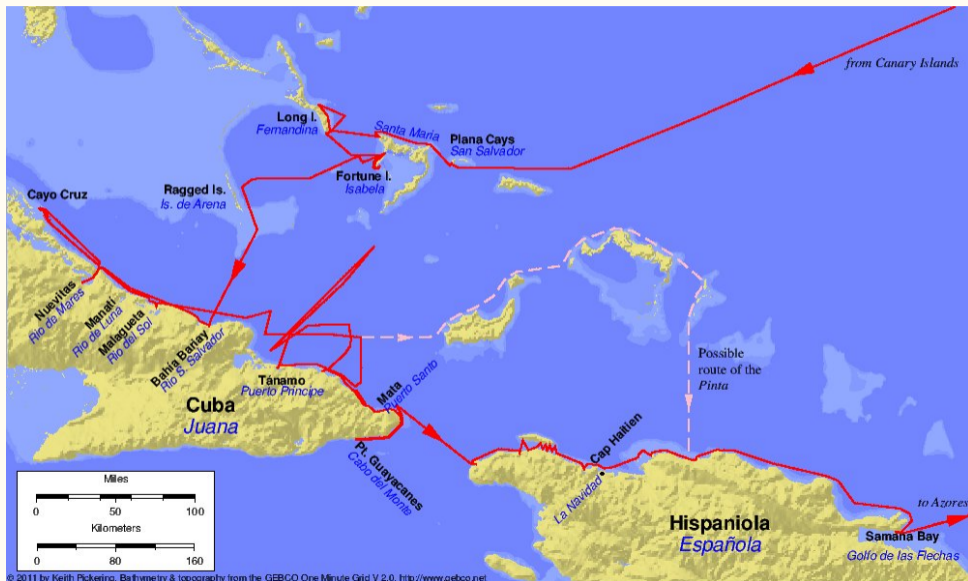 from Canary Islands
Long I.
Fernandina
Santa Maria
Plana Cays
San Salvador
Fortune I.
Isabela
Ragged Is.
Is. de Arena
Cayo Cruz
Nuevitas
Rio de Mares
Manatí
Rio de Luna
Malagueta
Rio del Sol
Bahía Bariay
Rio S. Salvador
Tánamo
Puerto Principe
Cuba
Juana
Mata
Puerto Santo
Pt. Guayacanes
Cabo del Monte
Possible
route of the
Pinta
Cap Haïtien
La Navidad
Hispaniola
Española
to Azores
Samana Bay
Golfo de las Flechas
Miles
0 50 100
Kilometers
0 80 160
© 2011 by Keith Pickering. Bathymetry & topography from the GEBCO One Minute Grid V 2.0, http://www.gebco.net